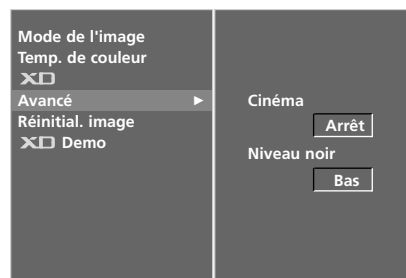 Mode de l'image
Temp. de couleur
XD
Avancé
Réinitial. image
XD Demo
Cinéma
Arrêt
Niveau noir
Bas